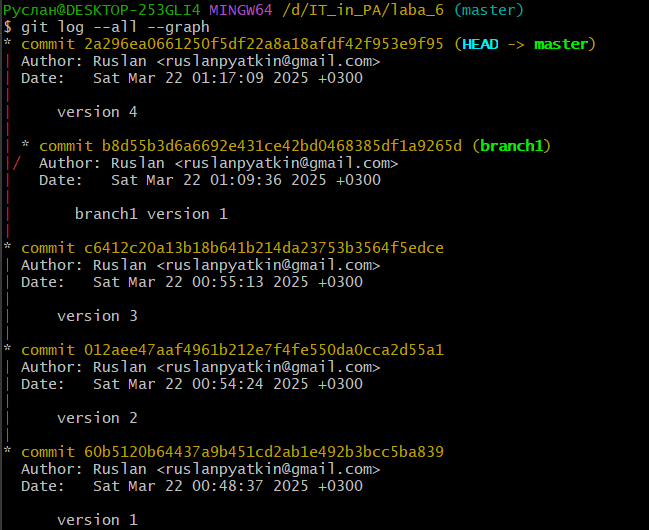 Руслан@DESKTOP-253GLI4 MINGW64 /d/IT_in_PA/laba_6 (master)
$ git log --all --graph
* commit 2a296ea0661250f5df22a8a18afdf42f953e9f95 (HEAD -> master)
| Author: Ruslan <ruslanpyatkin@gmail.com>
| Date:   Sat Mar 22 01:17:09 2025 +0300
|
|     version 4
|
| * commit b8d55b3d6a6692e431ce42bd0468385df1a9265d (branch1)
|/  Author: Ruslan <ruslanpyatkin@gmail.com>
|   Date:   Sat Mar 22 01:09:36 2025 +0300
|
|       branch1 version 1
|
* commit c6412c20a13b18b641b214da23753b3564f5edce
| Author: Ruslan <ruslanpyatkin@gmail.com>
| Date:   Sat Mar 22 00:55:13 2025 +0300
|
|     version 3
|
* commit 012aee47aaf4961b212e7f4fe550da0cca2d55a1
| Author: Ruslan <ruslanpyatkin@gmail.com>
| Date:   Sat Mar 22 00:54:24 2025 +0300
|
|     version 2
|
* commit 60b5120b64437a9b451cd2ab1e492b3bcc5ba839
  Author: Ruslan <ruslanpyatkin@gmail.com>
  Date:   Sat Mar 22 00:48:37 2025 +0300

      version 1